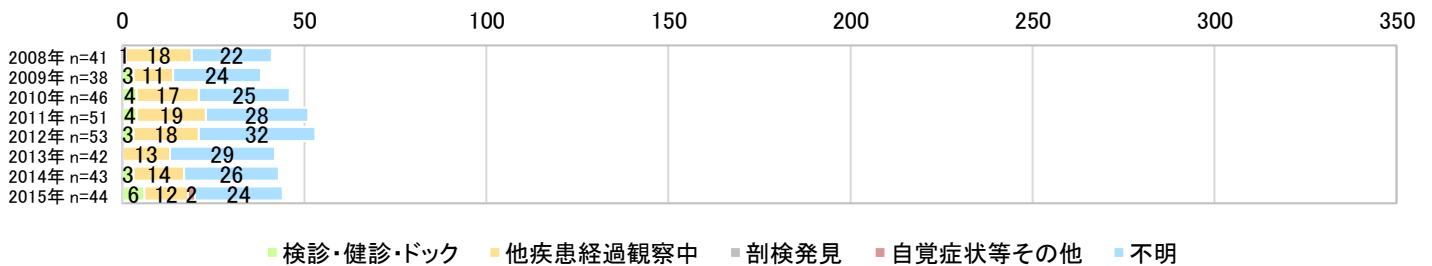 0 50 100 150 200 250 300 350
2008年 n=41 1 18 22
2009年 n=38 3 11 24
2010年 n=46 4 17 25
2011年 n=51 4 19 28
2012年 n=53 3 18 32
2013年 n=42 13 29
2014年 n=43 3 14 26
2015年 n=44 6 12 2 24
検診・健診・ドック 他疾患経過観察中 剖検発見 自覚症状等その他 不明